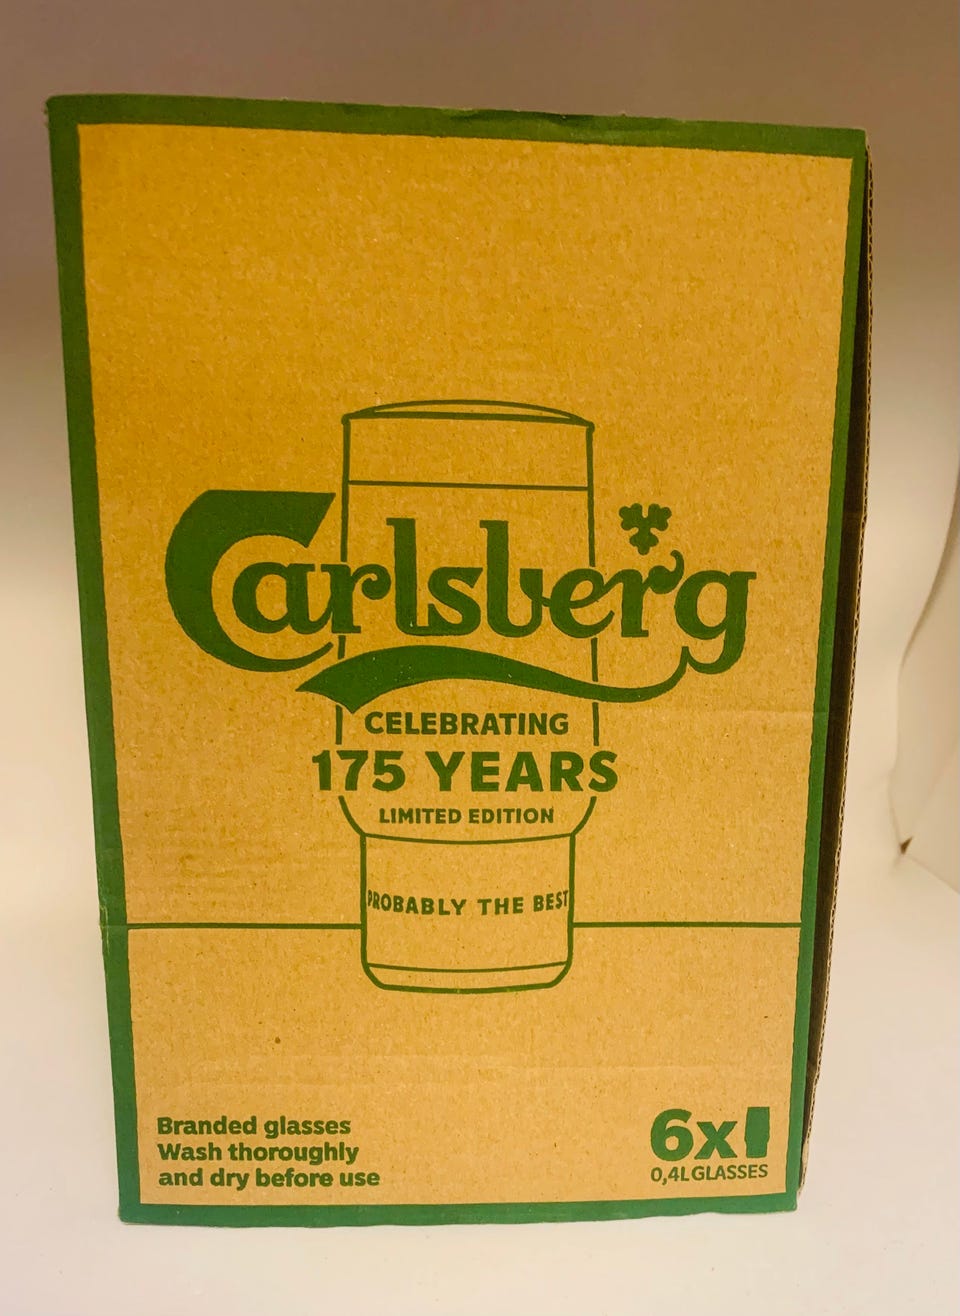 Carlsberg
CELEBRATING
175 YEARS
LIMITED EDITION
PROBABLY THE BEST
Branded glasses
Wash thoroughly
and dry before use
6x
0,4L GLASSES